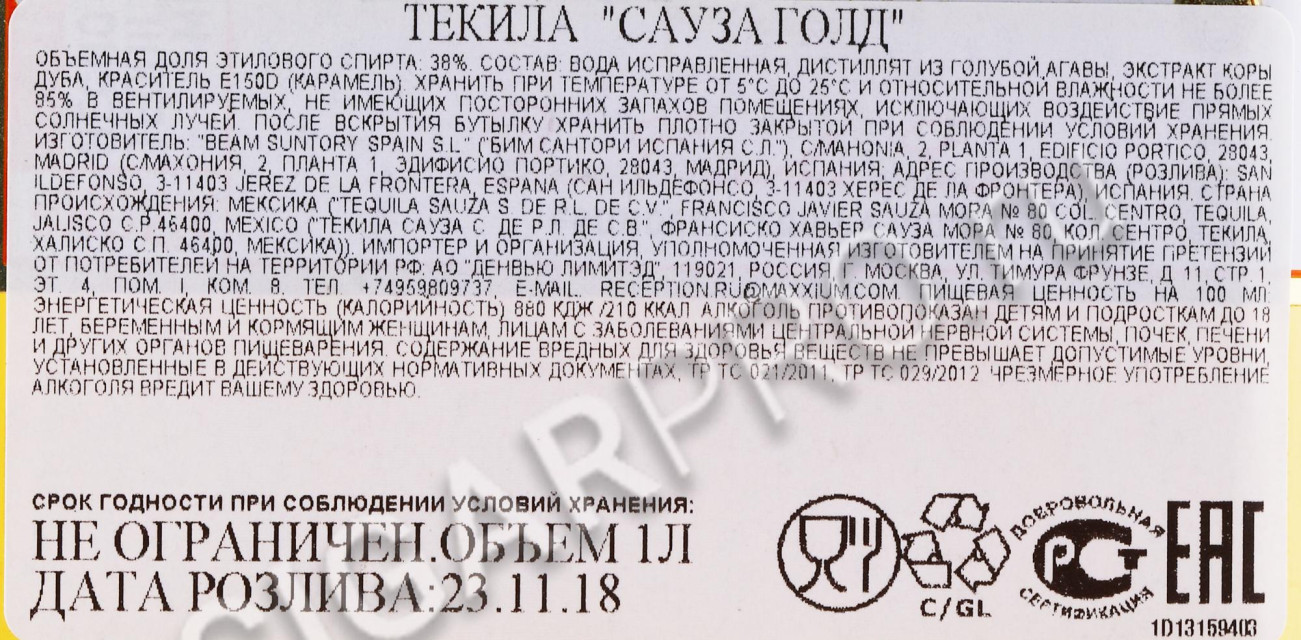 ТЕКИЛА "САУЗА ГОЛД"
ОБЪЕМНАЯ ДОЛЯ ЭТИЛОВОГО СПИРТА: 38%. СОСТАВ: ВОДА ИСПРАВЛЕННАЯ, ДИСТИЛЛЯТ ИЗ ГОЛУБОЙ АГАВЫ, ЭКСТРАКТ КОРЫ
ДУБА, КРАСИТЕЛЬ E150D (КАРАМЕЛЬ). ХРАНИТЬ ПРИ ТЕМПЕРАТУРЕ ОТ 5°С ДО 25°С И ОТНОСИТЕЛЬНОЙ ВЛАЖНОСТИ НЕ БОЛЕЕ
85% В ВЕНТИЛИРУЕМЫХ, НЕ ИМЕЮЩИХ ПОСТОРОННИХ ЗАПАХОВ ПОМЕЩЕНИЯХ, ИСКЛЮЧАЮЩИХ ВОЗДЕЙСТВИЕ ПРЯМЫХ
СОЛНЕЧНЫХ ЛУЧЕЙ. ПОСЛЕ ВСКРЫТИЯ БУТЫЛКУ ХРАНИТЬ ПЛОТНО ЗАКРЫТОЙ ПРИ СОБЛЮДЕНИИ УСЛОВИЙ ХРАНЕНИЯ.
ИЗГОТОВИТЕЛЬ: "BEAM SUNTORY SPAIN S.L." ("БИМ САНТОРИ ИСПАНИЯ С.Л."), C/MAHONIA, 2, PLANTA 1, EDIFICIO PORTICO, 28043,
MADRID (С/МАХОНИЯ, 2, ПЛАНТА 1, ЭДИФИСИО ПОРТИКО, 28043, МАДРИД), ИСПАНИЯ; АДРЕС ПРОИЗВОДСТВА (РОЗЛИВА): SAN
ILDEFONSO, 3-11403 JEREZ DE LA FRONTERA, ESPANA (САН ИЛЬДЕФОНСО, 3-11403 ХЕРЕС ДЕ ЛА ФРОНТЕРА), ИСПАНИЯ. СТРАНА
ПРОИСХОЖДЕНИЯ: МЕКСИКА ("TEQUILA SAUZA S. DE R.L. DE C.V.", FRANCISCO JAVIER SAUZA MORA № 80 COL. CENTRO, TEQUILA,
JALISCO C.P.46400, MEXICO ("ТЕКИЛА САУСА С. ДЕ Р.Л. ДЕ С.В.", ФРАНСИСКО ХАВЬЕР САУЗА МОРА № 80, КОЛ. СЕНТРО, ТЕКИЛА,
ХАЛИСКО С.П. 46400, МЕКСИКА)). ИМПОРТЕР И ОРГАНИЗАЦИЯ, УПОЛНОМОЧЕННАЯ ИЗГОТОВИТЕЛЕМ НА ПРИНЯТИЕ ПРЕТЕНЗИЙ
ОТ ПОТРЕБИТЕЛЕЙ НА ТЕРРИТОРИИ РФ: АО "ДЕНВЬЮ ЛИМИТЭД", 119021, РОССИЯ, Г. МОСКВА, УЛ. ТИМУРА ФРУНЗЕ, Д. 11, СТР. 1,
ЭТ. 4, ПОМ. I, КОМ. 8. ТЕЛ. +74959809737. E-MAIL. RECEPTION.RU@MAXXIUM.COM. ПИЩЕВАЯ ЦЕННОСТЬ НА 100 МЛ:
ЭНЕРГЕТИЧЕСКАЯ ЦЕННОСТЬ (КАЛОРИЙНОСТЬ) 880 КДЖ /210 ККАЛ. АЛКОГОЛЬ ПРОТИВОПОКАЗАН ДЕТЯМ И ПОДРОСТКАМ ДО 18
ЛЕТ, БЕРЕМЕННЫМ И КОРМЯЩИМ ЖЕНЩИНАМ, ЛИЦАМ С ЗАБОЛЕВАНИЯМИ ЦЕНТРАЛЬНОЙ НЕРВНОЙ СИСТЕМЫ, ПОЧЕК, ПЕЧЕНИ
И ДРУГИХ ОРГАНОВ ПИЩЕВАРЕНИЯ. СОДЕРЖАНИЕ ВРЕДНЫХ ДЛЯ ЗДОРОВЬЯ ВЕЩЕСТВ НЕ ПРЕВЫШАЕТ ДОПУСТИМЫЕ УРОВНИ,
УСТАНОВЛЕННЫЕ В ДЕЙСТВУЮЩИХ НОРМАТИВНЫХ ДОКУМЕНТАХ, ТР ТС 021/2011, ТР ТС 029/2012 ЧРЕЗМЕРНОЕ УПОТРЕБЛЕНИЕ
АЛКОГОЛЯ ВРЕДИТ ВАШЕМУ ЗДОРОВЬЮ.
СРОК ГОДНОСТИ ПРИ СОБЛЮДЕНИИ УСЛОВИЙ ХРАНЕНИЯ:
НЕ ОГРАНИЧЕН.ОБЪЕМ 1Л
ДАТА РОЗЛИВА:23.11.18
C/GL
ДОБРОВОЛЬНАЯ
РСТ
СЕРТИФИКАЦИЯ
EAC
1D13159403
CIGARPRO.ru